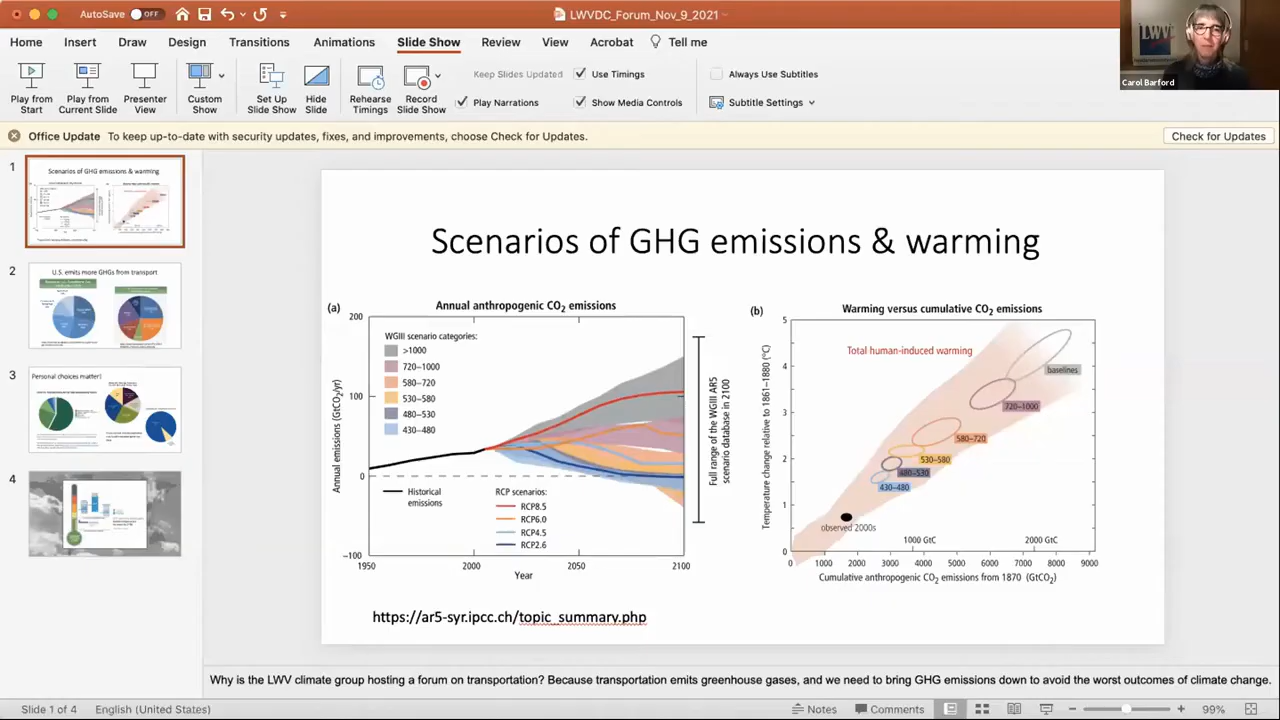 AutoSave OFF
LWVDC_Forum_Nov_9_2021
LWV
Carol Barford
Home Insert Draw Design Transitions Animations Slide Show Review View Acrobat Tell me
Play from Start
Play from Current Slide
Presenter View
Custom Show
Set Up Slide Show
Hide Slide
Rehearse Timings
Record Slide Show
Keep Slides Updated
Use Timings
Play Narrations
Show Media Controls
Always Use Subtitles
Subtitle Settings
Office Update To keep up-to-date with security updates, fixes, and improvements, choose Check for Updates.
Check for Updates
1
Scenarios of GHG emissions & warming
2
U.S. emits more GHGs from transport
3
Personal choices matter!
4
Scenarios of GHG emissions & warming
(a)
Annual anthropogenic CO2 emissions
200
100
0
−100
Annual emissions (GtCO2/yr)
WGIII scenario categories:
>1000
720–1000
580–720
530–580
480–530
430–480
Historical emissions
RCP scenarios:
RCP8.5
RCP6.0
RCP4.5
RCP2.6
1950 2000 2050 2100
Year
Full range of the WGIII AR5
scenario database in 2100
(b)
Warming versus cumulative CO2 emissions
5
4
3
2
1
0
Temperature change relative to 1861–1880 (°C)
Total human-induced warming
baselines
720–1000
580–720
530–580
480–530
430–480
observed 2000s
1000 GtC 2000 GtC
0 1000 2000 3000 4000 5000 6000 7000 8000 9000
Cumulative anthropogenic CO2 emissions from 1870 (GtCO2)
https://ar5-syr.ipcc.ch/topic_summary.php
Why is the LWV climate group hosting a forum on transportation? Because transportation emits greenhouse gases, and we need to bring GHG emissions down to avoid the worst outcomes of climate change.
Slide 1 of 4 English (United States)
Notes Comments 99%